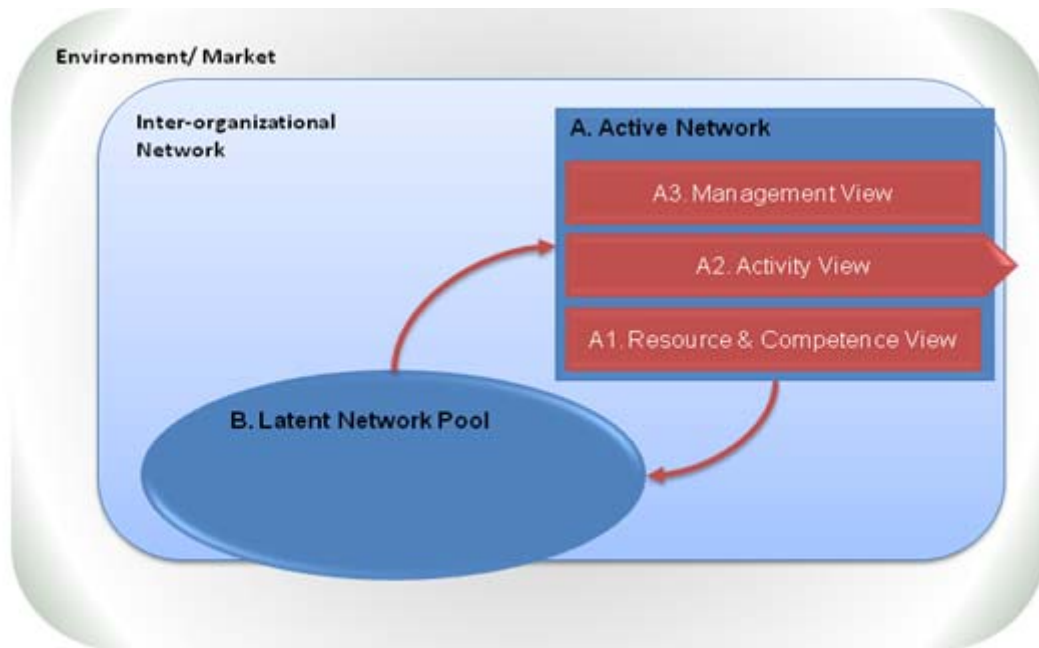 Environment/ Market
Inter-organizational
Network
A. Active Network
A3. Management View
A2. Activity View
A1. Resource & Competence View
B. Latent Network Pool